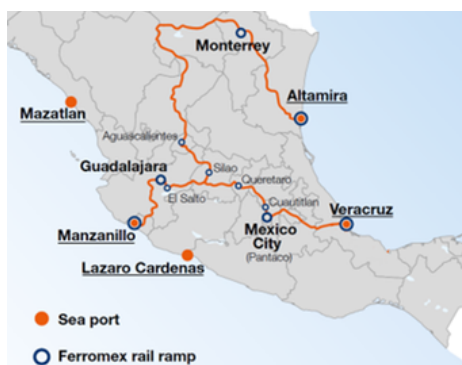 Monterrey
Altamira
Mazatlan
Aguascalientes
Guadalajara
Silao
Queretaro
El Salto
Cuautitlan
Veracruz
Manzanillo
Mexico
City
(Pantaco)
Lazaro Cardenas
Sea port
Ferromex rail ramp